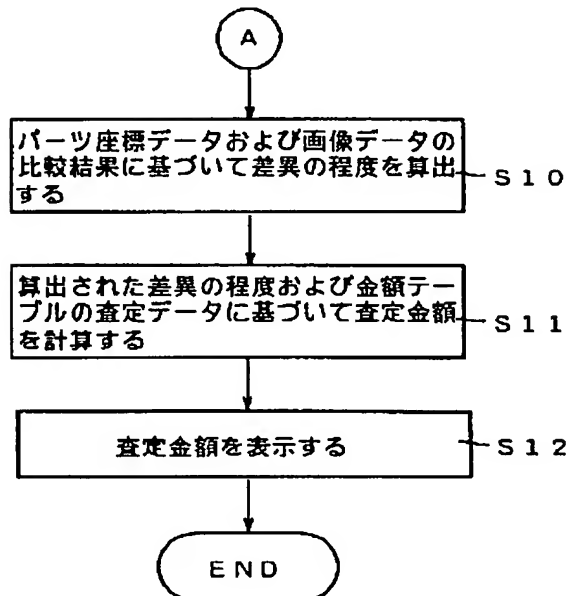 A
パーツ座標データおよび画像データの
比較結果に基づいて差異の程度を算出
する
S10
算出された差異の程度および金額テー
ブルの査定データに基づいて査定金額
を計算する
S11
査定金額を表示する
S12
END